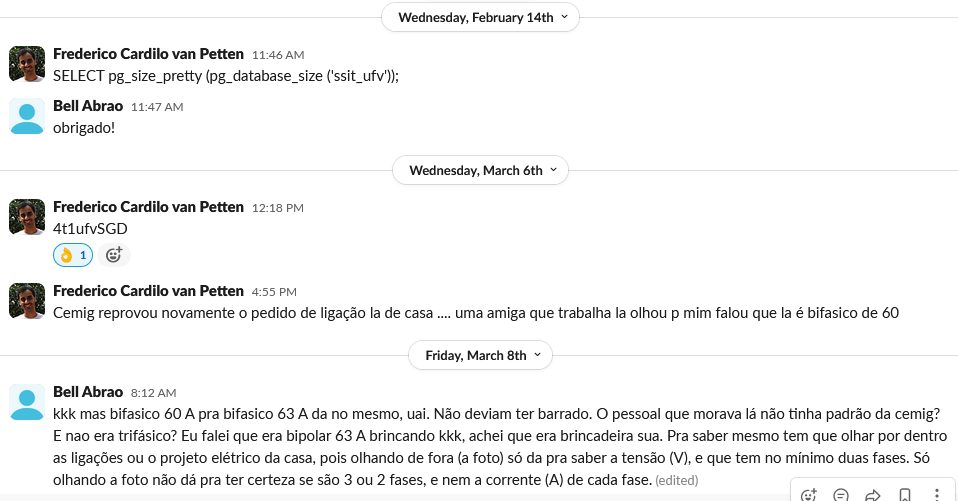 Wednesday, February 14th
Frederico Cardilo van Petten 11:46 AM
SELECT pg_size_pretty (pg_database_size ('ssit_ufv'));
Bell Abrao 11:47 AM
obrigado!
Wednesday, March 6th
Frederico Cardilo van Petten 12:18 PM
4t1ufvSGD
👌 1
Frederico Cardilo van Petten 4:55 PM
Cemig reprovou novamente o pedido de ligação la de casa .... uma amiga que trabalha la olhou p mim falou que la é bifasico de 60
Friday, March 8th
Bell Abrao 8:12 AM
kkk mas bifasico 60 A pra bifasico 63 A da no mesmo, uai. Não deviam ter barrado. O pessoal que morava lá não tinha padrão da cemig?
E nao era trifásico? Eu falei que era bipolar 63 A brincando kkk, achei que era brincadeira sua. Pra saber mesmo tem que olhar por dentro
as ligações ou o projeto elétrico da casa, pois olhando de fora (a foto) só da pra saber a tensão (V), e que tem no mínimo duas fases. Só
olhando a foto não dá pra ter certeza se são 3 ou 2 fases, e nem a corrente (A) de cada fase. (edited)